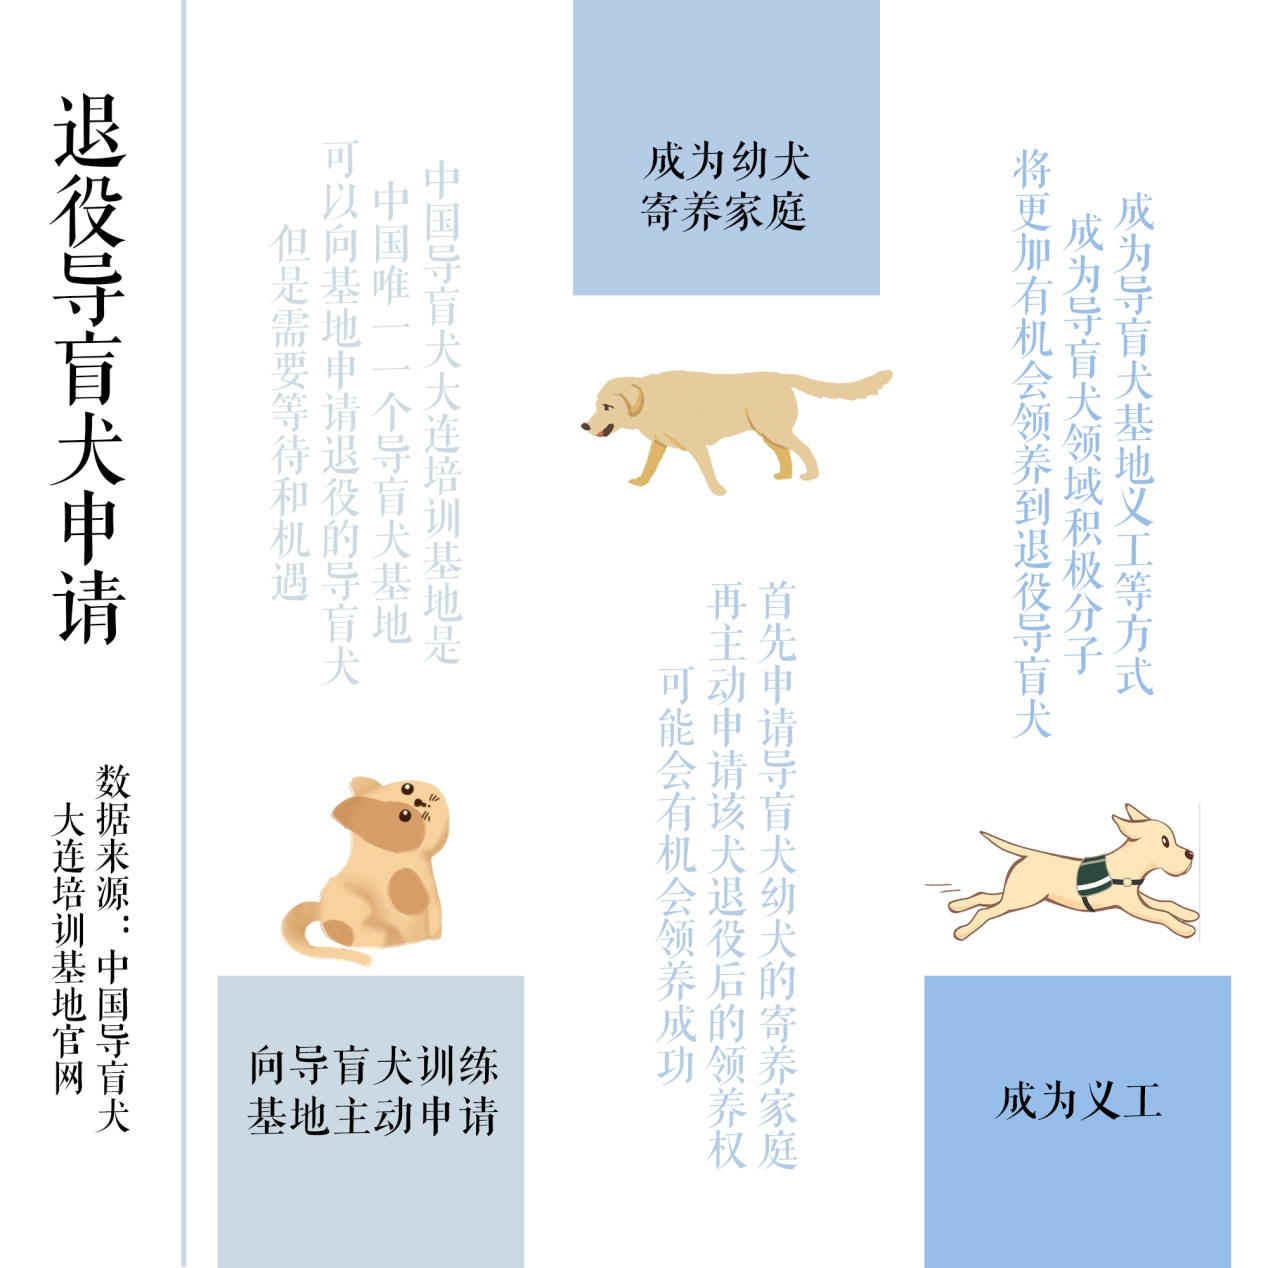 退役导盲犬申请
数据来源：中国导盲犬
大连培训基地官网
中国导盲犬大连培训基地是
中国唯一一个导盲犬基地
可以向基地申请退役的导盲犬
但是需要等待和机遇
向导盲犬训练
基地主动申请
成为幼犬
寄养家庭
首先申请导盲犬幼犬的寄养家庭
再主动申请该犬退役后的领养权
可能会有机会领养成功
成为导盲犬基地义工等方式
成为导盲犬领域积极分子
将更加有机会领养到退役导盲犬
成为义工